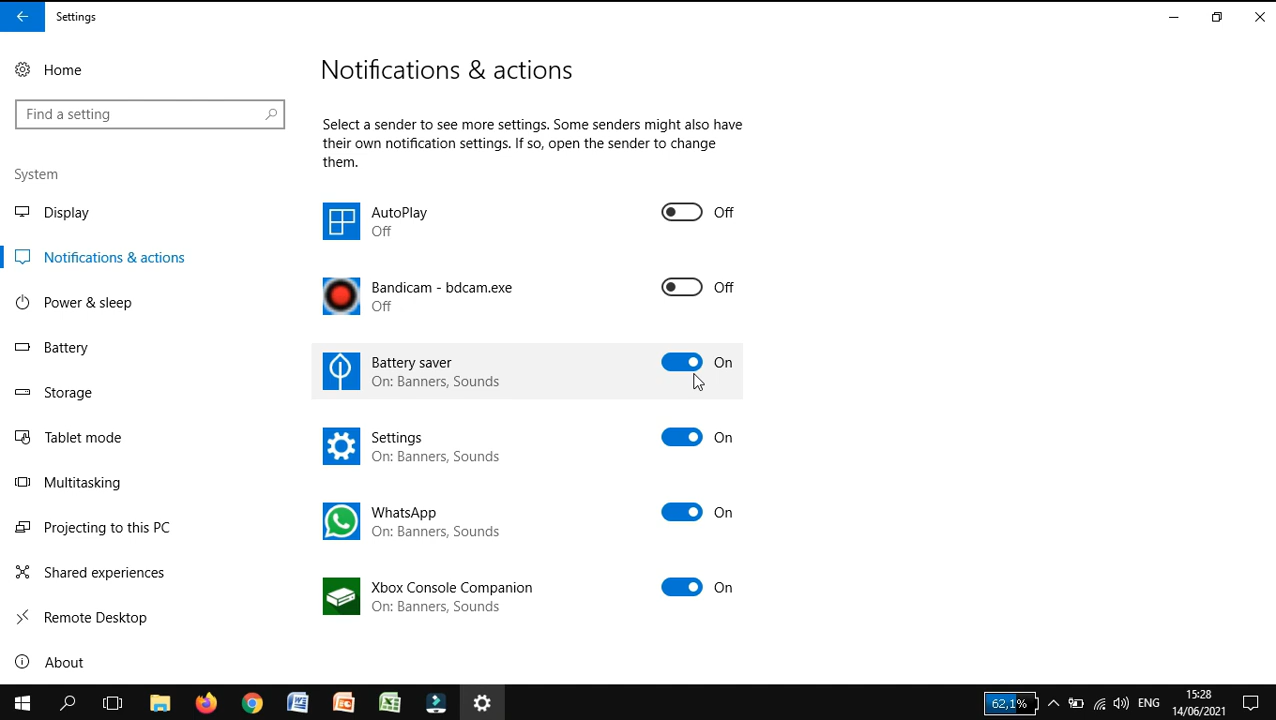 Settings
Home
Find a setting
System
Display
Notifications & actions
Power & sleep
Battery
Storage
Tablet mode
Multitasking
Projecting to this PC
Shared experiences
Remote Desktop
About
Notifications & actions
Select a sender to see more settings. Some senders might also have
their own notification settings. If so, open the sender to change
them.
AutoPlay
Off
Off
Bandicam - bdcam.exe
Off
Off
Battery saver
On
On: Banners, Sounds
Settings
On
On: Banners, Sounds
WhatsApp
On
On: Banners, Sounds
Xbox Console Companion
On
On: Banners, Sounds
62,1%
ENG
15:28
14/06/2021